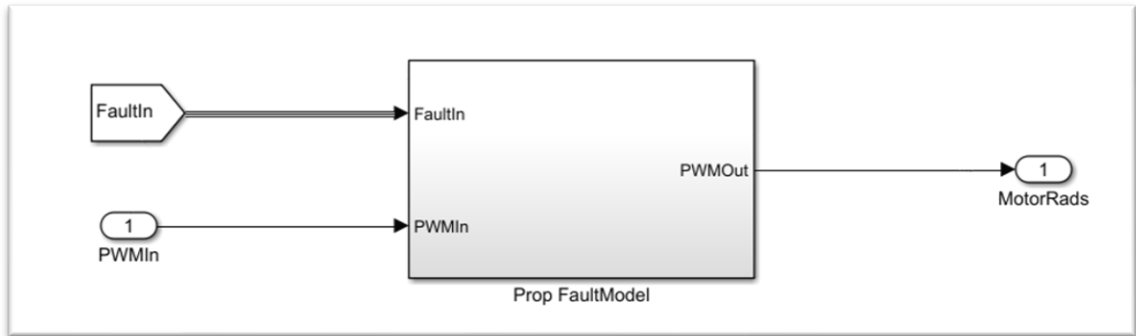 FaultIn
FaultIn
PWMOut
1
MotorRads
1
PWMIn
PWMIn
Prop FaultModel